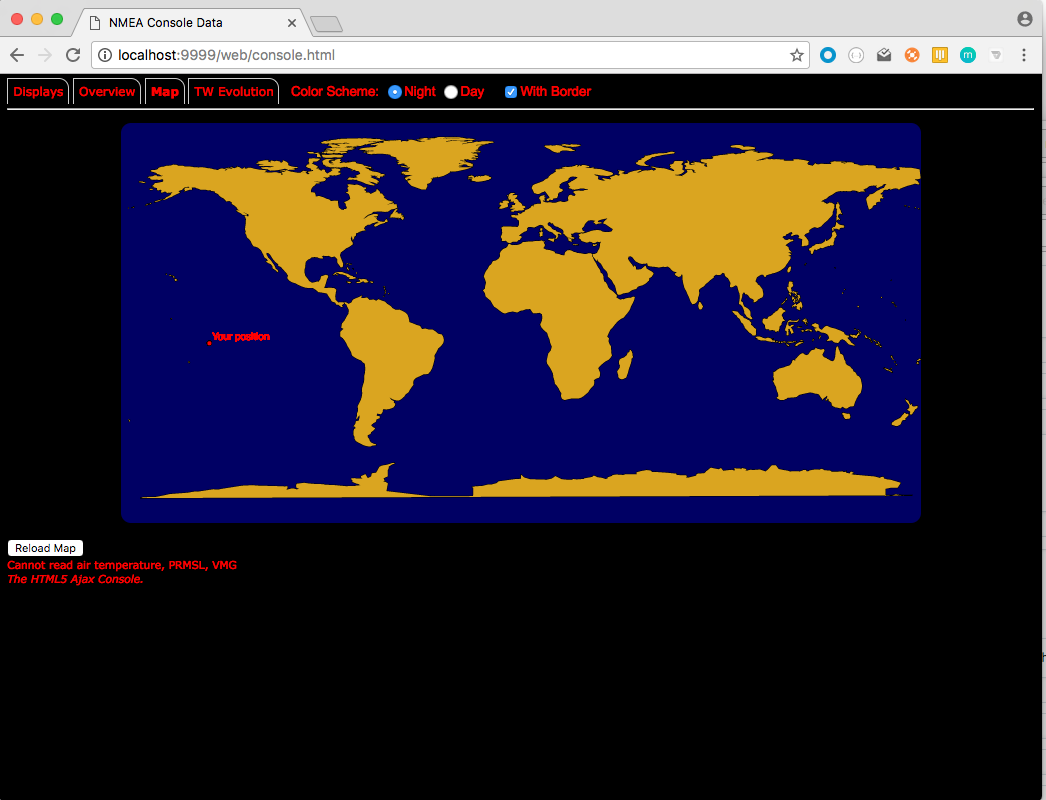 NMEA Console Data
localhost:9999/web/console.html
m
Displays Overview Map TW Evolution Color Scheme: Night Day With Border
Your position
Reload Map
Cannot read air temperature, PRMSL, VMG
The HTML5 Ajax Console.